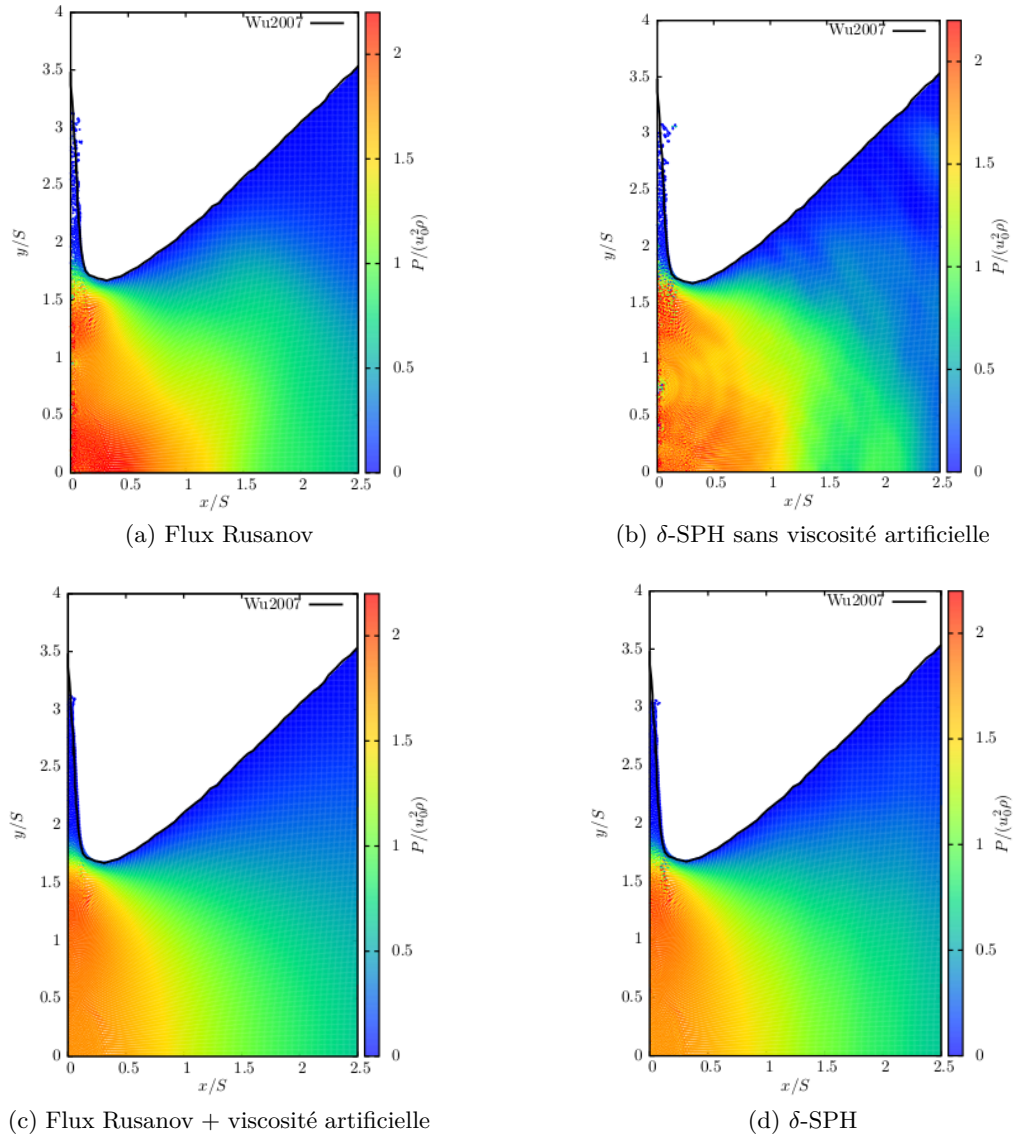 Wu2007
4
3.5
3
2.5
2
1.5
1
0.5
0
y/S
0 0.5 1 1.5 2 2.5
x/S
2
1.5
1
0.5
0
P/(u₀²ρ)
(a) Flux Rusanov
Wu2007
4
3.5
3
2.5
2
1.5
1
0.5
0
y/S
0 0.5 1 1.5 2 2.5
x/S
2
1.5
1
0.5
0
P/(u₀²ρ)
(b) δ-SPH sans viscosité artificielle
Wu2007
4
3.5
3
2.5
2
1.5
1
0.5
0
y/S
0 0.5 1 1.5 2 2.5
x/S
2
1.5
1
0.5
0
P/(u₀²ρ)
(c) Flux Rusanov + viscosité artificielle
Wu2007
4
3.5
3
2.5
2
1.5
1
0.5
0
y/S
0 0.5 1 1.5 2 2.5
x/S
2
1.5
1
0.5
0
P/(u₀²ρ)
(d) δ-SPH